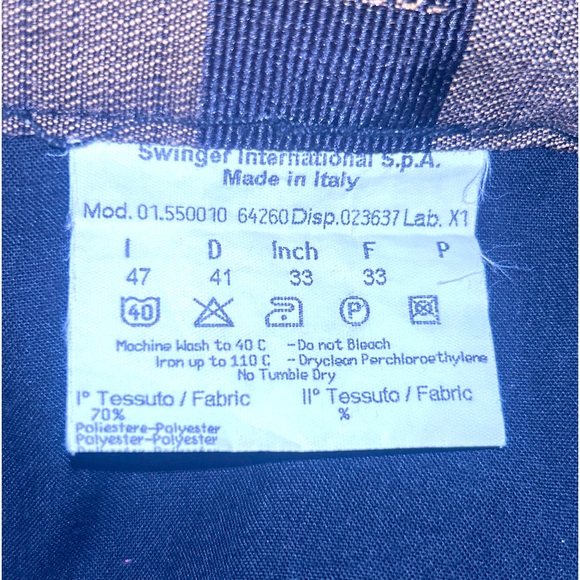 Swinger International S.p.A.
Made in Italy
Mod. 01.550010 64260 Disp.023637 Lab. X1
I D Inch F P
47 41 33 33
40 P
Machine Wash to 40 C - Do not Bleach
Iron up to 110 C - Dryclean Perchloroethylene
No Tumble Dry
I° Tessuto / Fabric II° Tessuto / Fabric
70% %
Poliestere-Polyester
Polyester-Polyester